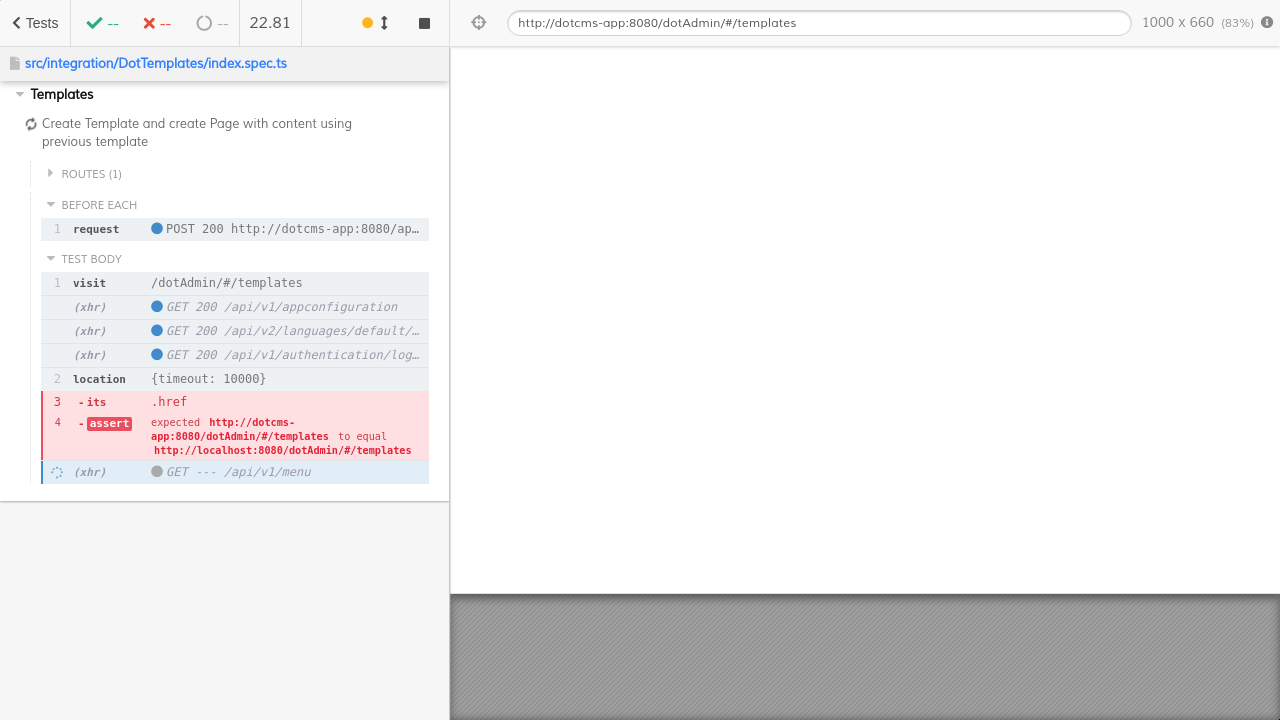 Tests -- -- -- 22.81
http://dotcms-app:8080/dotAdmin/#/templates 1000 x 660 (83%)
src/integration/DotTemplates/index.spec.ts
Templates
Create Template and create Page with content using
previous template
ROUTES (1)
BEFORE EACH
1 request POST 200 http://dotcms-app:8080/ap…
TEST BODY
1 visit /dotAdmin/#/templates
(xhr) GET 200 /api/v1/appconfiguration
(xhr) GET 200 /api/v2/languages/default/…
(xhr) GET 200 /api/v1/authentication/log…
2 location {timeout: 10000}
3 - its .href
4 - assert expected http://dotcms-
app:8080/dotAdmin/#/templates to equal
http://localhost:8080/dotAdmin/#/templates
(xhr) GET --- /api/v1/menu